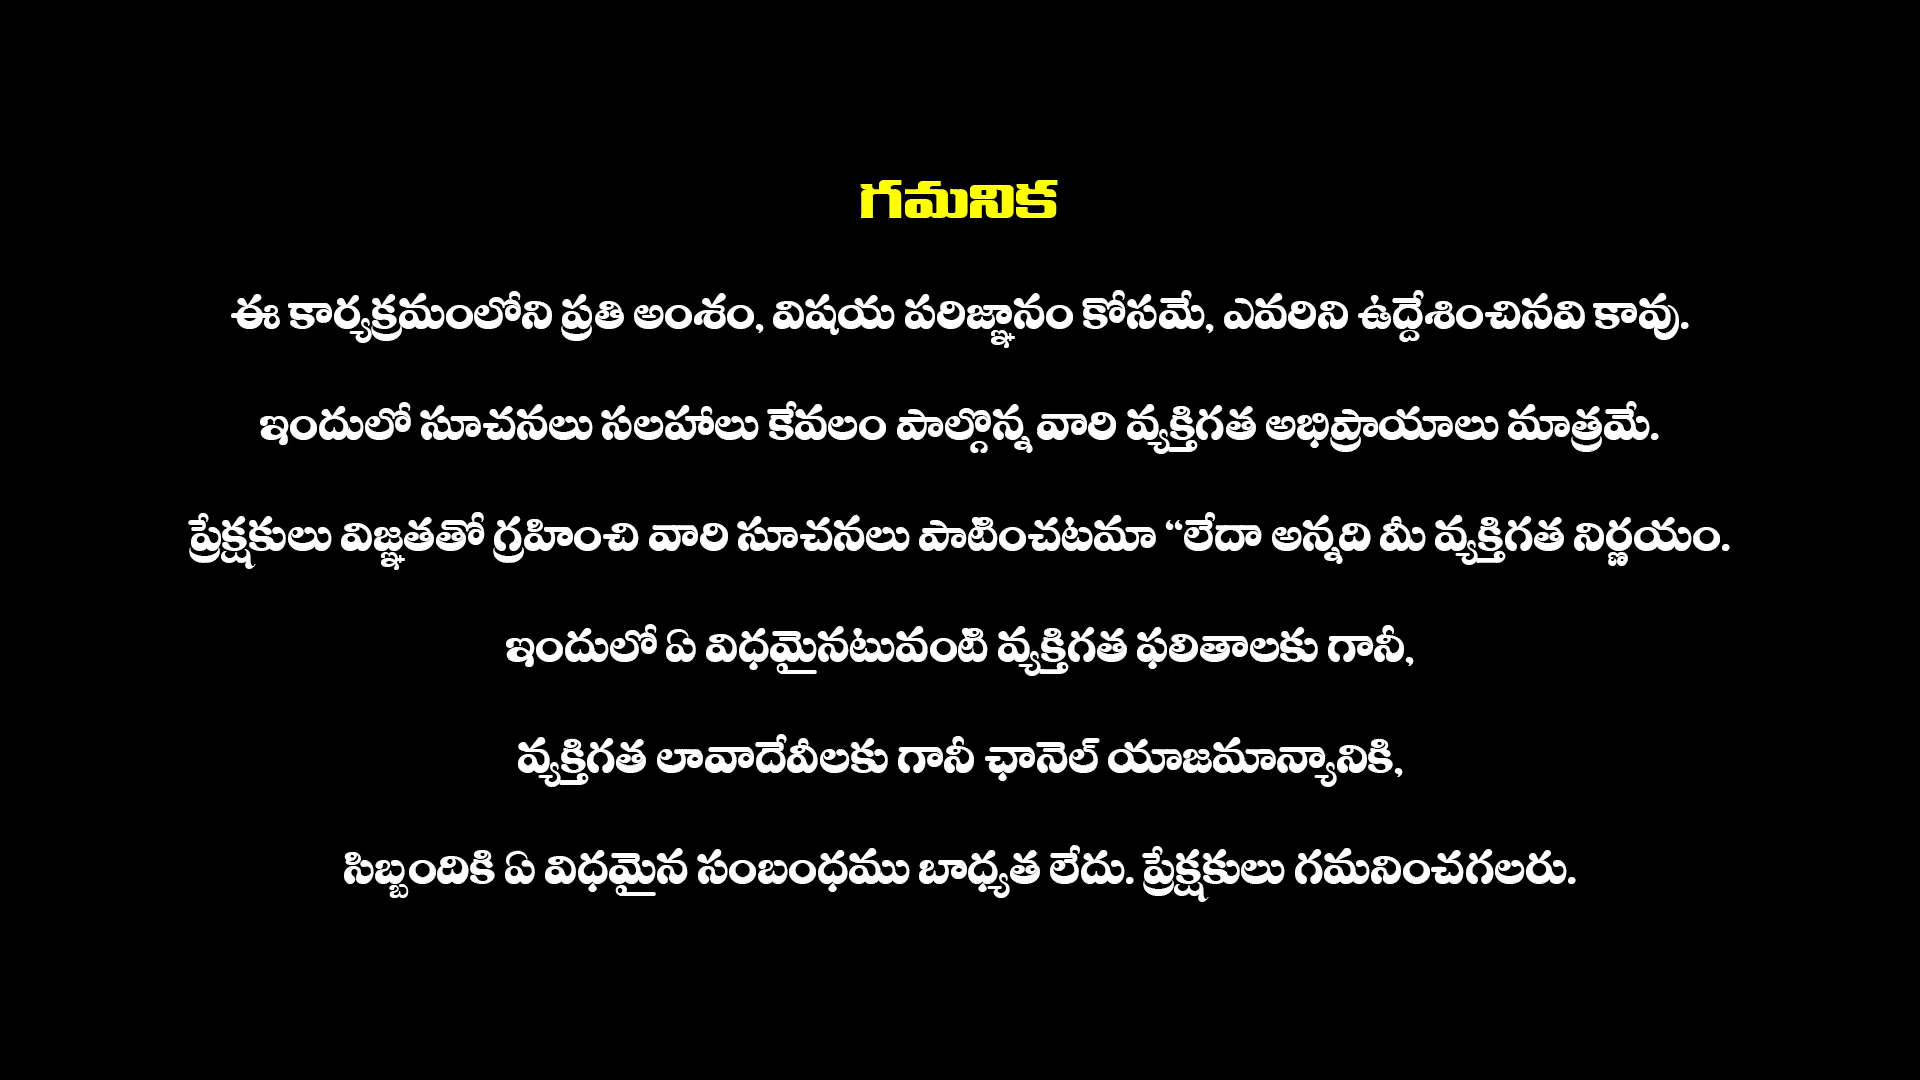 గమనిక
ఈ కార్యక్రమంలోని ప్రతి అంశం, విషయ పరిజ్ఞానం కోసమే, ఎవరిని ఉద్దేశించినవి కావు.
ఇందులో సూచనలు సలహాలు కేవలం పాల్గొన్న వారి వ్యక్తిగత అభిప్రాయాలు మాత్రమే.
ప్రేక్షకులు విజ్ఞతతో గ్రహించి వారి సూచనలు పాటించటమా “లేదా అన్నది మీ వ్యక్తిగత నిర్ణయం.
ఇందులో ఏ విధమైనటువంటి వ్యక్తిగత ఫలితాలకు గానీ,
వ్యక్తిగత లావాదేవీలకు గానీ ఛానెల్ యాజమాన్యానికి,
సిబ్బందికి ఏ విధమైన సంబంధము బాధ్యత లేదు. ప్రేక్షకులు గమనించగలరు.